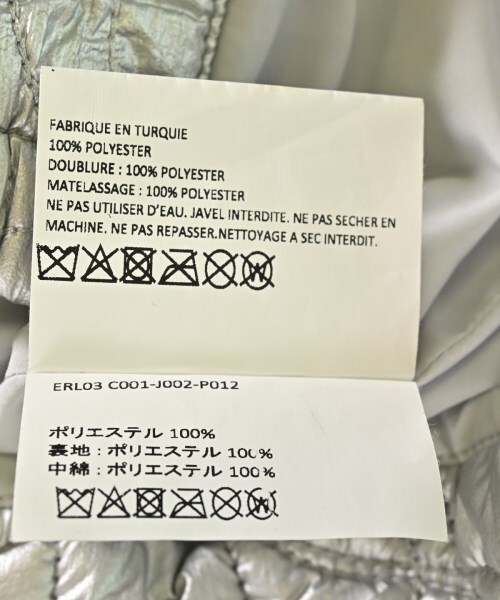 FABRIQUE EN TURQUIE
100% POLYESTER
DOUBLURE : 100% POLYESTER
MATELASSAGE : 100% POLYESTER
NE PAS UTILISER D'EAU. JAVEL INTERDITE. NE PAS SECHER EN
MACHINE. NE PAS REPASSER.NETTOYAGE A SEC INTERDIT.
W
ERL03 C001-J002-P012
ポリエステル 100%
裏地 : ポリエステル 100%
中綿 : ポリエステル 100%
W